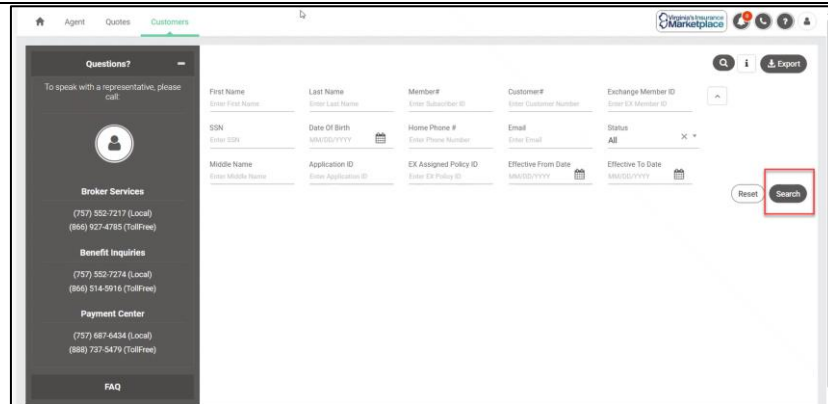 Agent Quotes Customers
Virginia's Insurance
Marketplace
Questions?
To speak with a representative, please
call:
Broker Services
(757) 552-7217 (Local)
(866) 927-4785 (TollFree)
Benefit Inquiries
(757) 552-7274 (Local)
(866) 514-5916 (TollFree)
Payment Center
(757) 687-6434 (Local)
(888) 737-5479 (TollFree)
FAQ
i Export
First Name Last Name Member# Customer# Exchange Member ID
Enter First Name Enter Last Name Enter Subscriber ID Enter Customer Number Enter EX Member ID
SSN Date Of Birth Home Phone # Email Status
Enter SSN MM/DD/YYYY Enter Phone Number Enter Email All
Middle Name Application ID EX Assigned Policy ID Effective From Date Effective To Date
Enter Middle Name Enter Application ID Enter EX Policy ID MM/DD/YYYY MM/DD/YYYY
Reset Search